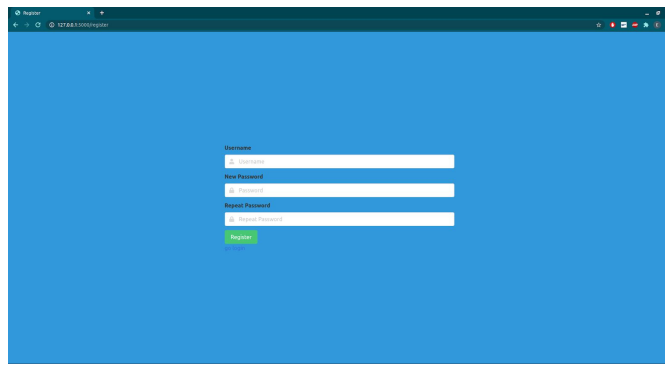 Register
127.0.0.1:5000/register
Username
Username
New Password
Password
Repeat Password
Repeat Password
Register